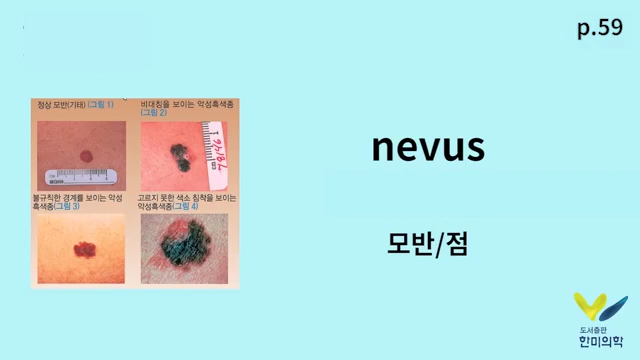 p.59
정상 모반(기태) (그림 1)
비대칭을 보이는 악성흑색종
(그림 2)
불규칙한 경계를 보이는 악성
흑색종(그림 3)
고르지 못한 색소 침착을 보이는
악성흑색종(그림 4)
nevus
모반/점
도서출판
한미의학